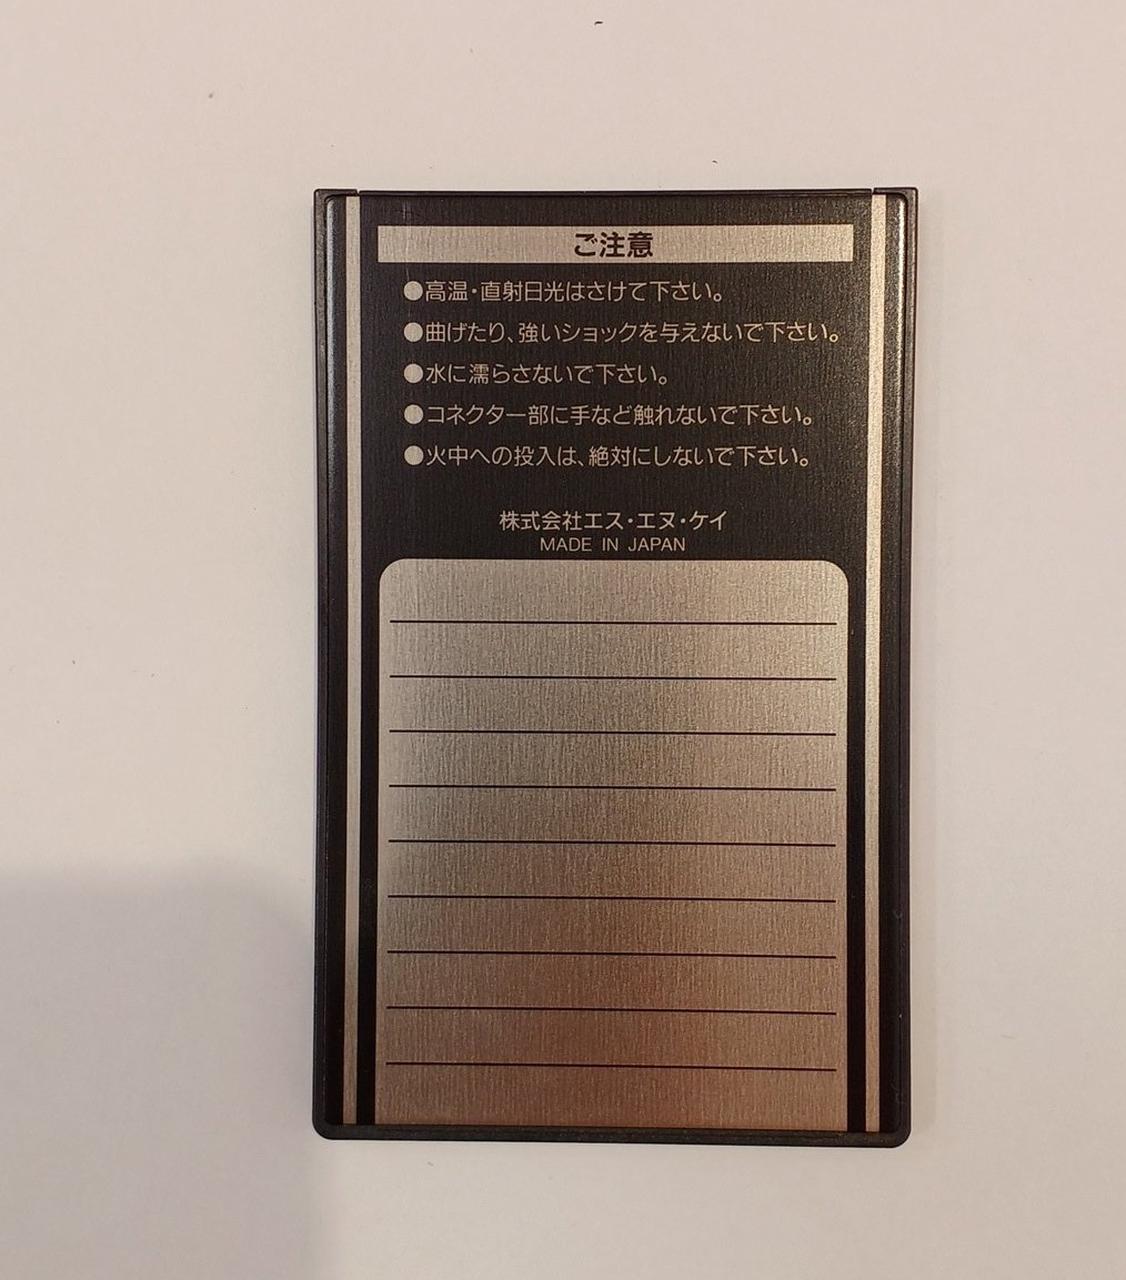 ご注意
●高温・直射日光はさけて下さい。
●曲げたり、強いショックを与えないで下さい。
●水に濡らさないで下さい。
●コネクター部に手など触れないで下さい。
●火中への投入は、絶対にしないで下さい。
株式会社エス・エヌ・ケイ
MADE IN JAPAN